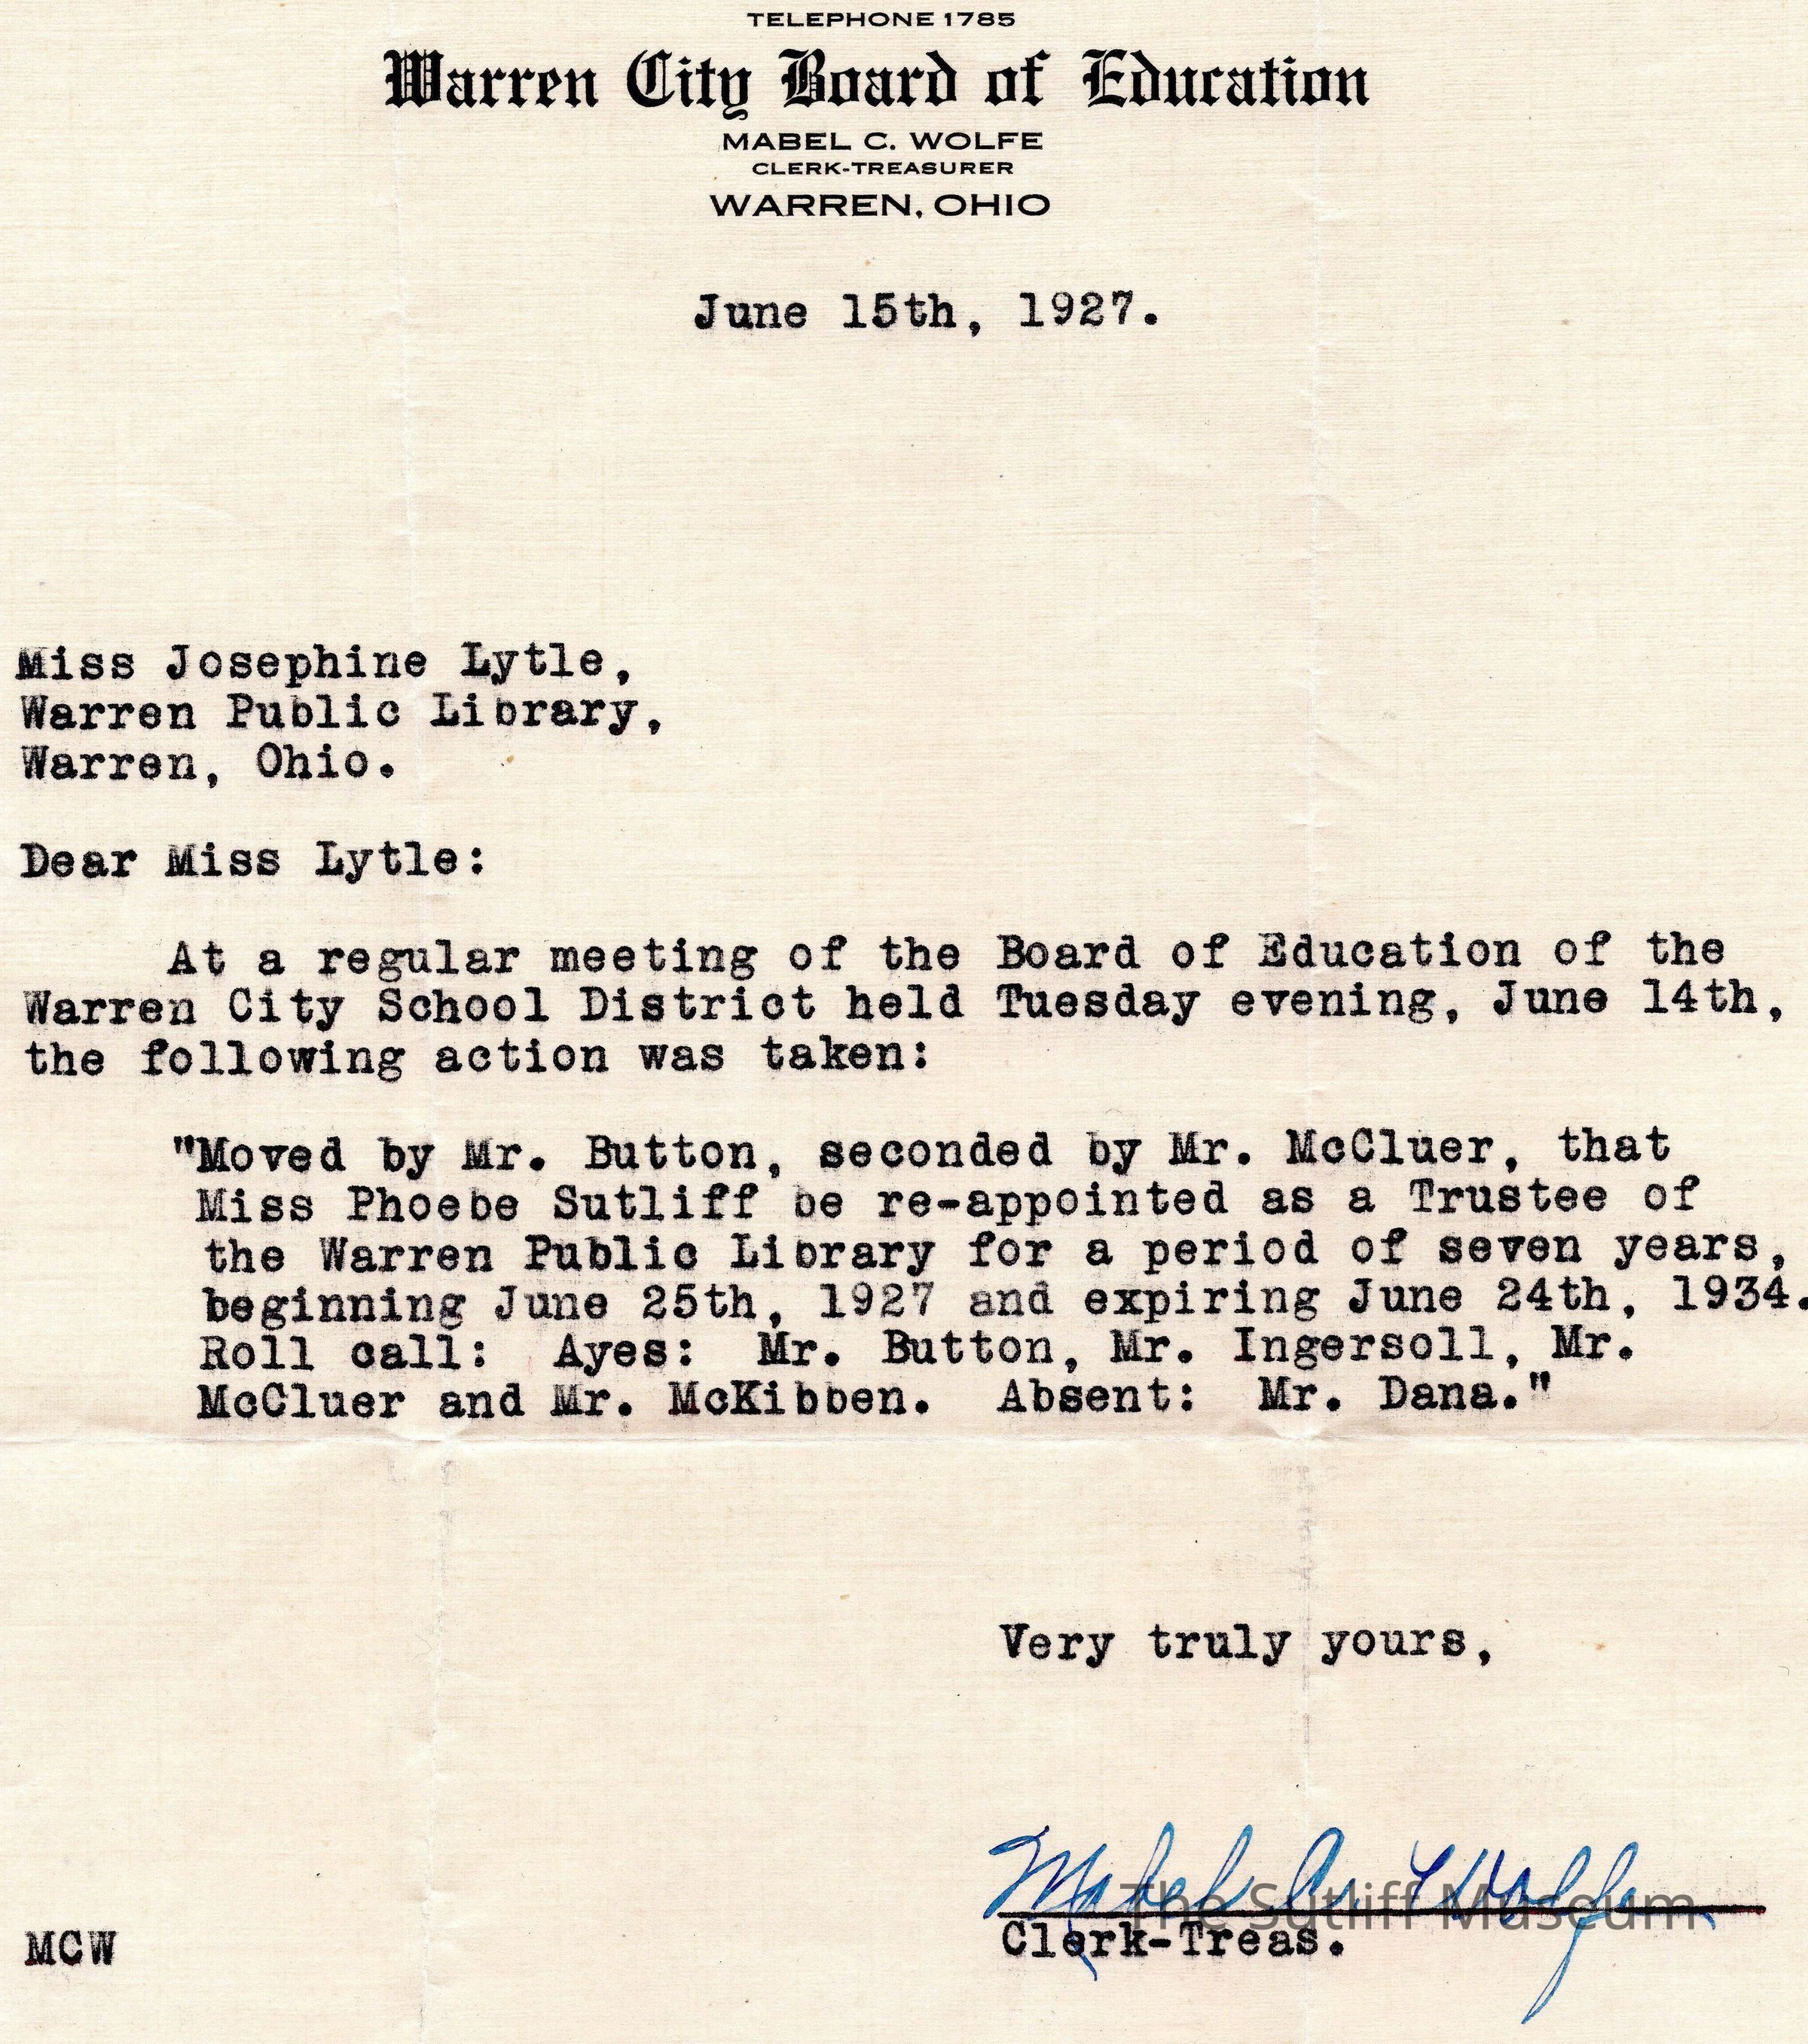 TELEPHONE 1785
Warren City Board of Education
MABEL C. WOLFE
CLERK-TREASURER
WARREN, OHIO
June 15th, 1927.
Miss Josephine Lytle,
Warren Public Library,
Warren, Ohio.
Dear Miss Lytle:
At a regular meeting of the Board of Education of the
Warren City School District held Tuesday evening, June 14th,
the following action was taken:
"Moved by Mr. Button, seconded by Mr. McCluer, that
Miss Phoebe Sutliff be re-appointed as a Trustee of
the Warren Public Library for a period of seven years,
beginning June 25th, 1927 and expiring June 24th, 1934.
Roll call: Ayes: Mr. Button, Mr. Ingersoll, Mr.
McCluer and Mr. McKibben. Absent: Mr. Dana."
Very truly yours,
Mabel C. Wolfe
The Sutliff Museum
Clerk-Treas.
MCW